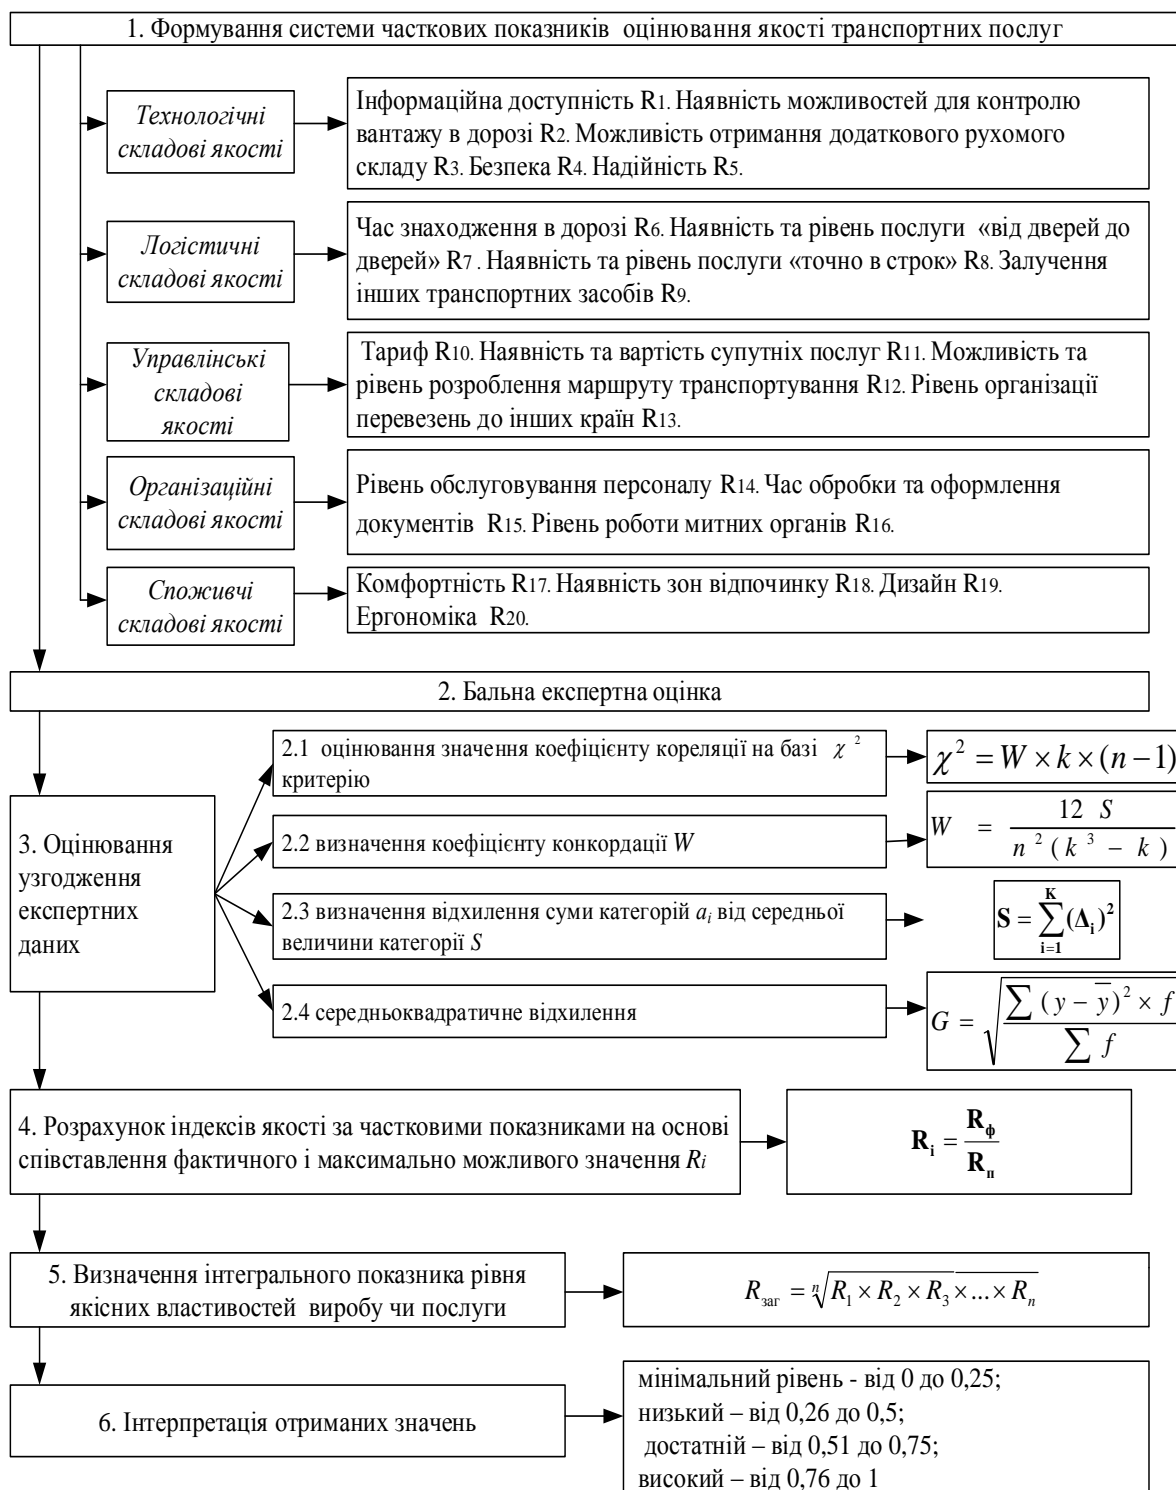 1. Формування системи часткових показників оцінювання якості транспортних послуг
Технологічні
складові якості
Інформаційна доступність R1. Наявність можливостей для контролю
вантажу в дорозі R2. Можливість отримання додаткового рухомого
складу R3. Безпека R4. Надійність R5.
Логістичні
складові якості
Час знаходження в дорозі R6. Наявність та рівень послуги «від дверей до
дверей» R7 . Наявність та рівень послуги «точно в строк» R8. Залучення
інших транспортних засобів R9.
Управлінські
складові
якості
Тариф R10. Наявність та вартість супутніх послуг R11. Можливість та
рівень розроблення маршруту транспортування R12. Рівень організації
перевезень до інших країн R13.
Організаційні
складові якості
Рівень обслуговування персоналу R14. Час обробки та оформлення
документів R15. Рівень роботи митних органів R16.
Споживчі
складові якості
Комфортність R17. Наявність зон відпочинку R18. Дизайн R19.
Ергономіка R20.
2. Бальна експертна оцінка
3. Оцінювання
узгодження
експертних
даних
2.1 оцінювання значення коефіцієнту кореляції на базі χ²
критерію
χ² = W × k × (n − 1)
2.2 визначення коефіцієнту конкордації W
W = 12 S / n² (k³ − k)
2.3 визначення відхилення суми категорій aᵢ від середньої
величини категорії S
S = ∑ᵢ₌₁ᴷ (Δᵢ)²
2.4 середньоквадратичне відхилення
G = √(∑ (y − y̅)² × f / ∑ f)
4. Розрахунок індексів якості за частковими показниками на основі
співставлення фактичного і максимально можливого значення Ri
Rᵢ = Rф / Rп
5. Визначення інтегрального показника рівня
якісних властивостей виробу чи послуги
Rзаг = ⁿ√(R₁ × R₂ × R₃ × ... × Rₙ)
6. Інтерпретація отриманих значень
мінімальний рівень - від 0 до 0,25;
низький – від 0,26 до 0,5;
достатній – від 0,51 до 0,75;
високий – від 0,76 до 1